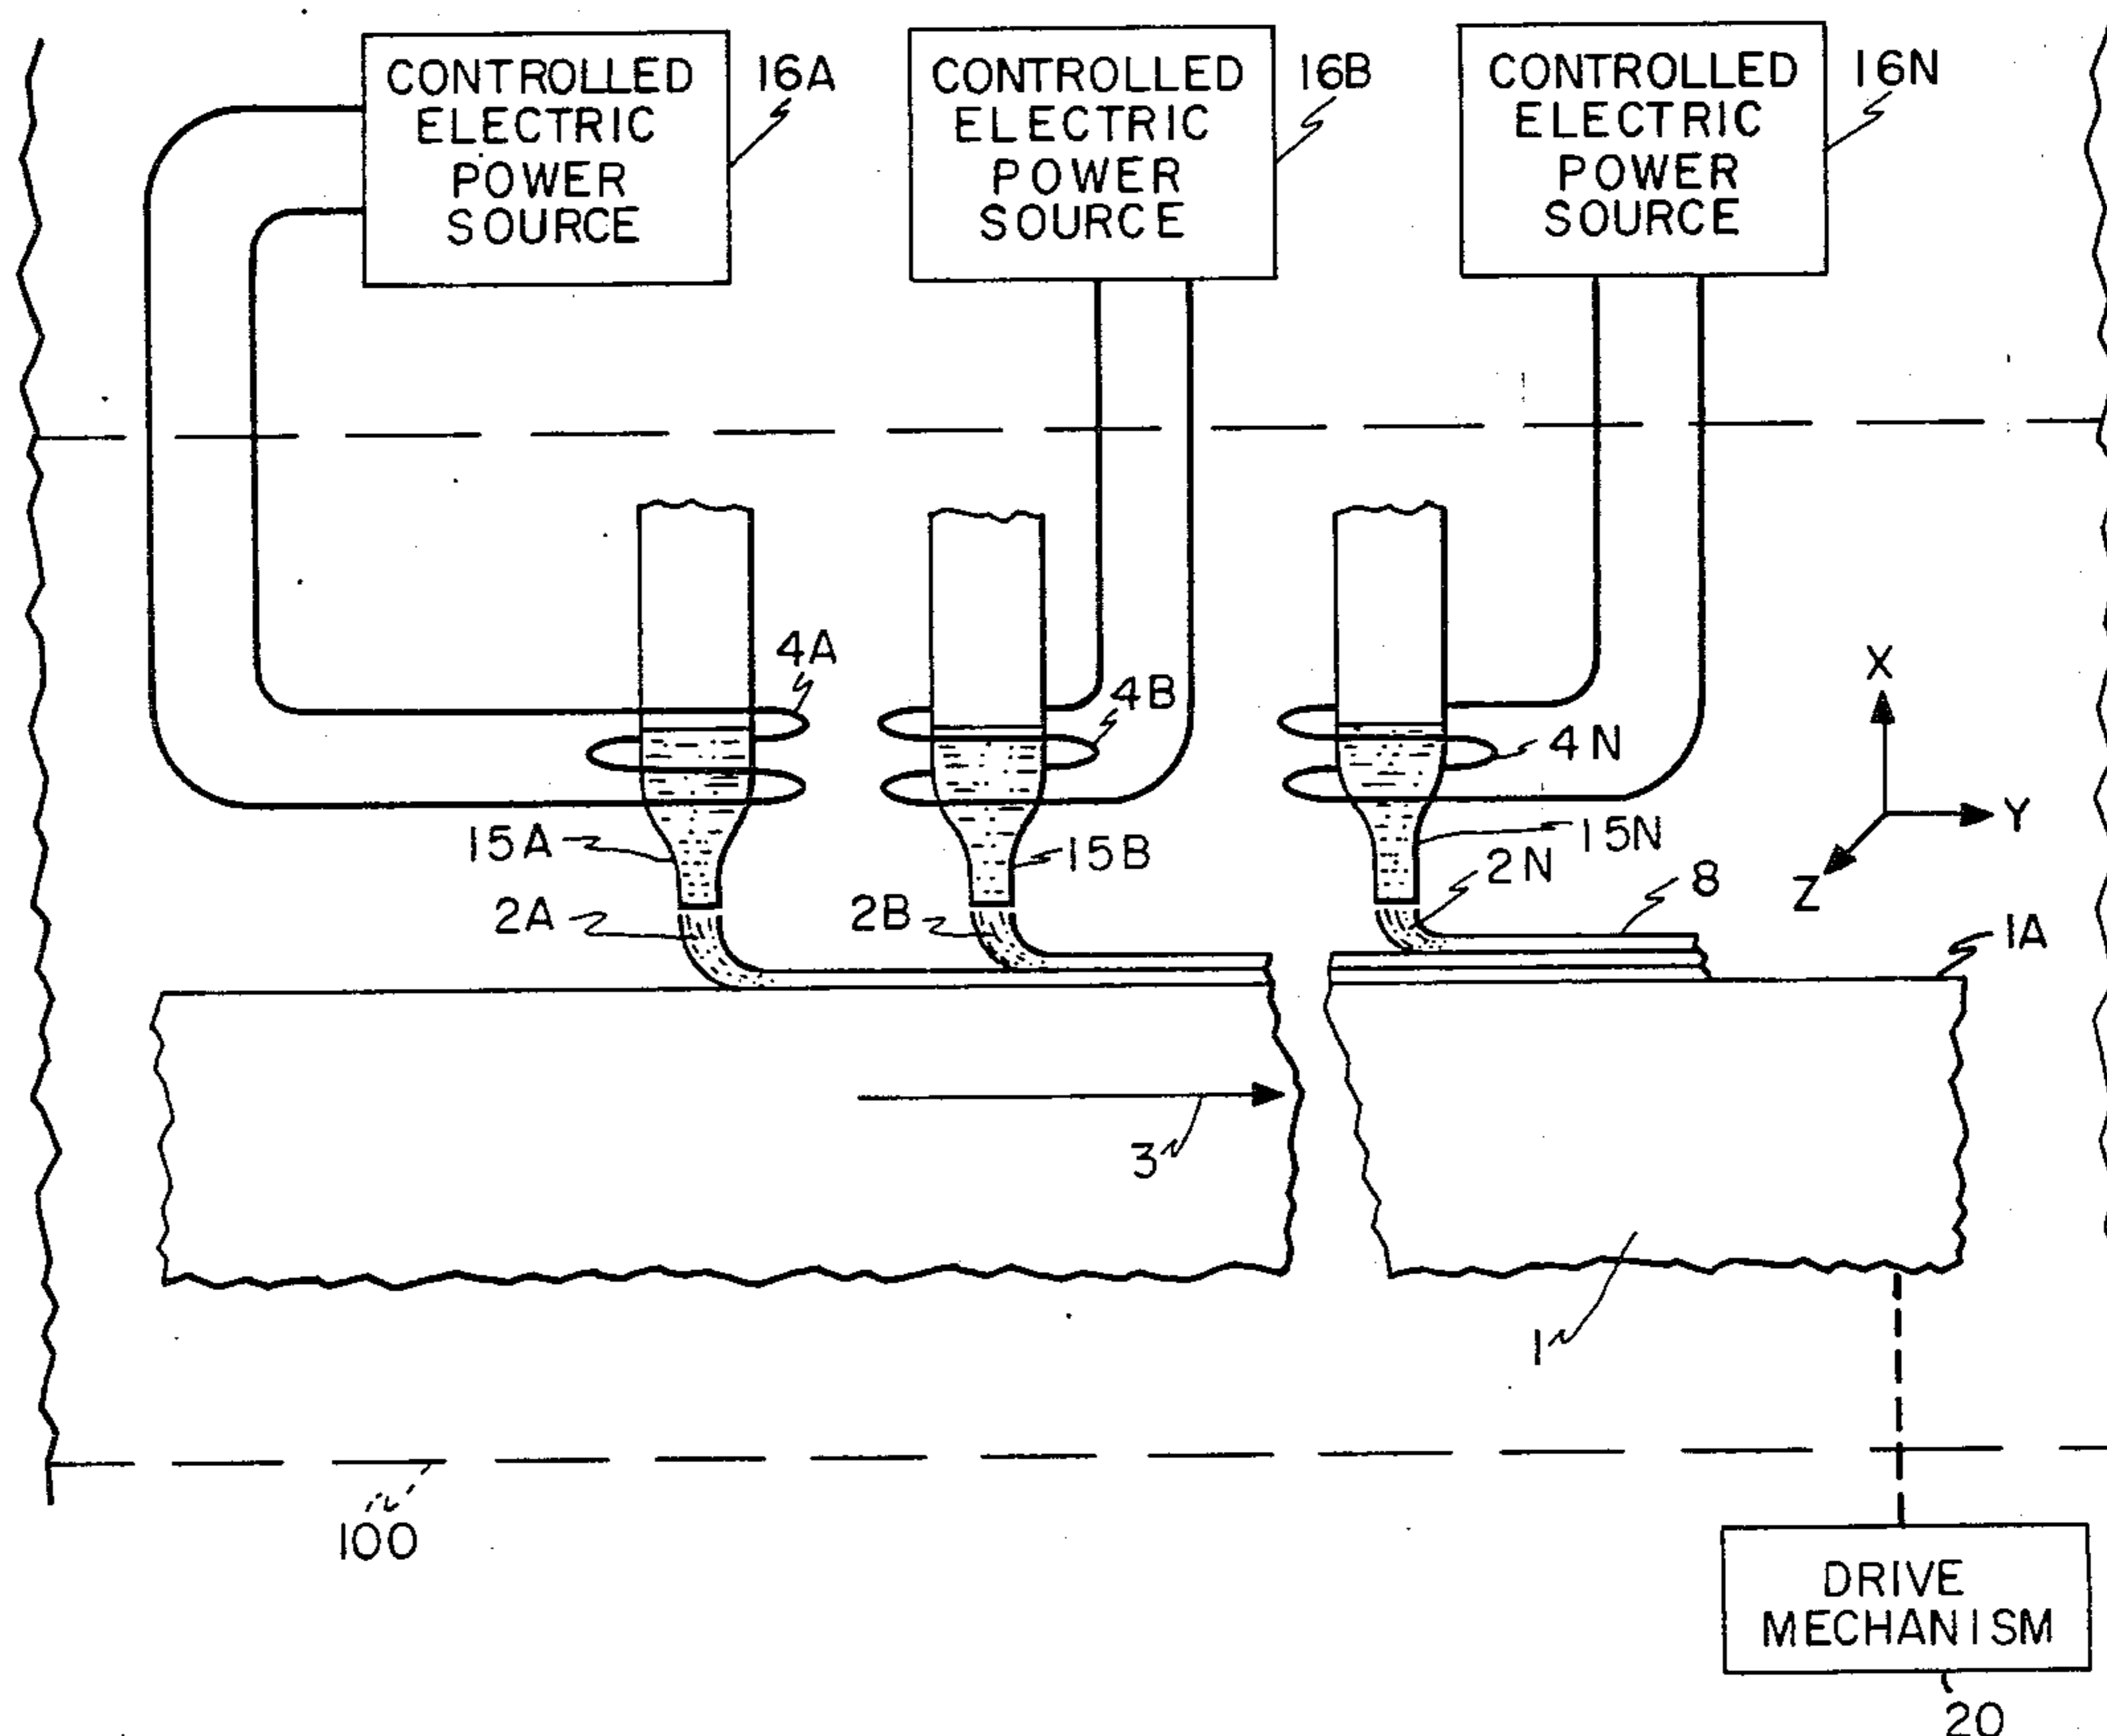 CONTROLLED
ELECTRIC
POWER
SOURCE
16A
CONTROLLED
ELECTRIC
POWER
SOURCE
16B
CONTROLLED
ELECTRIC
POWER
SOURCE
16N
4A
4B
4N
X
Y
Z
15A
15B
15N
2A
2B
2N
8
1A
3
1
100
DRIVE
MECHANISM
20